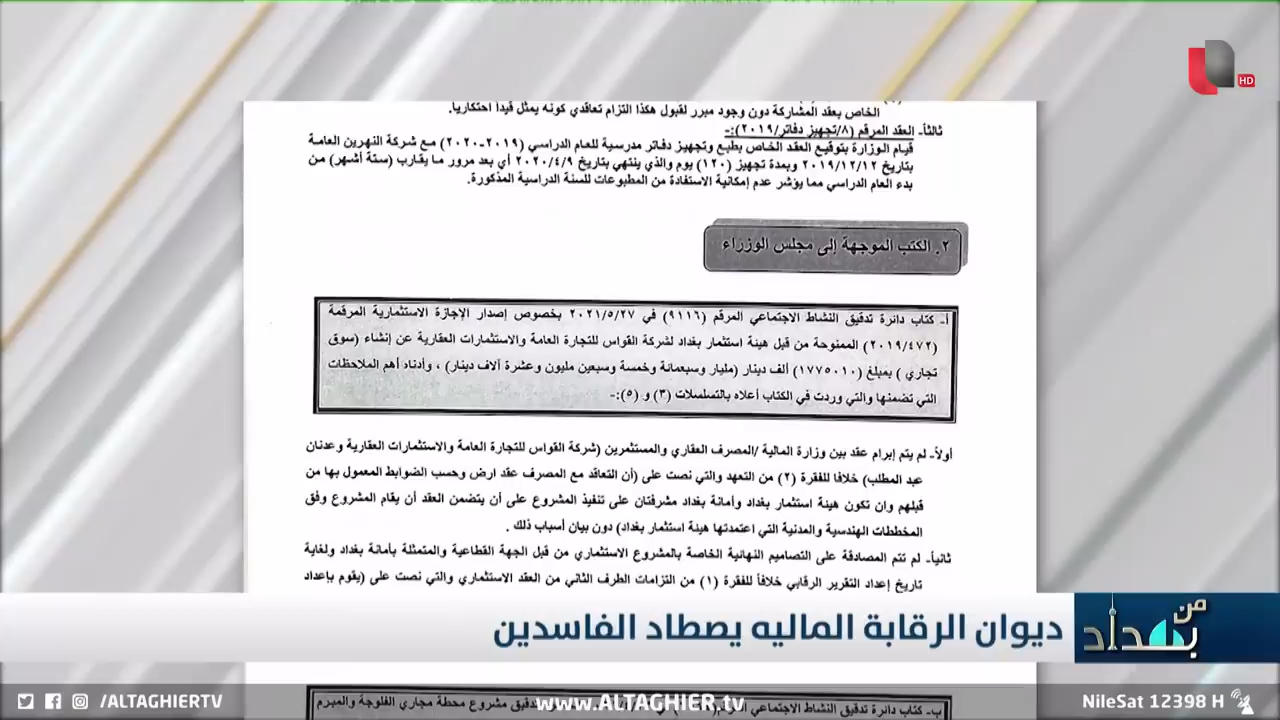 HD
الخاص بعقد المشاركة دون وجود مبرر لقبول هكذا التزام تعاقدي كونه يمثل قيداً احتكارياً.
ثالثاً- العقد المرقم (٨/تجهيز دفاتر/٢٠١٩):-
قيام الوزارة بتوقيع العقد الخاص بطبع وتجهيز دفاتر مدرسية للعام الدراسي (٢٠١٩-٢٠٢٠) مع شركة النهرين العامة
بتاريخ ٢٠١٩/١٢/١٢ وبمدة تجهيز (١٢٠) يوم والذي ينتهي بتاريخ ٢٠٢٠/٤/٩ أي بعد مرور ما يقارب (ستة أشهر) من
بدء العام الدراسي مما يؤشر عدم إمكانية الاستفادة من المطبوعات للسنة الدراسية المذكورة.
٢. الكتب الموجهة إلى مجلس الوزراء
أ- كتاب دائرة تدقيق النشاط الاجتماعي المرقم (٩١١٦) في ٢٠٢١/٥/٢٧ بخصوص إصدار الإجازة الاستثمارية المرقمة
(٢٠١٩/٤٧٢) الممنوحة من قبل هيئة استثمار بغداد لشركة القواس للتجارة العامة والاستثمارات العقارية عن إنشاء (سوق
تجاري ) بمبلغ (١٧٧٥٠١٠) ألف دينار (مليار وسبعمائة وخمسة وسبعين مليون وعشرة آلاف دينار) ، وأدناه أهم الملاحظات
التي تضمنها والتي وردت في الكتاب أعلاه بالتسلسلات (٣) و (٥):-
أولاً- لم يتم إبرام عقد بين وزارة المالية /المصرف العقاري والمستثمرين (شركة القواس للتجارة العامة والاستثمارات العقارية وعدنان
عبد المطلب) خلافا للفقرة (٢) من التعهد والتي نصت على (أن التعاقد مع المصرف عقد ارض وحسب الضوابط المعمول بها من
قبلهم وان تكون هيئة استثمار بغداد وأمانة بغداد مشرفتان على تنفيذ المشروع على أن يتضمن العقد أن يقام المشروع وفق
المخططات الهندسية والمدنية التي اعتمدتها هيئة استثمار بغداد) دون بيان أسباب ذلك .
ثانياً- لم تتم المصادقة على التصاميم النهائية الخاصة بالمشروع الاستثماري من قبل الجهة القطاعية والمتمثلة بأمانة بغداد ولغاية
تاريخ إعداد التقرير الرقابي خلافاً للفقرة (١) من التزامات الطرف الثاني من العقد الاستثماري والتي نصت على (يقوم بإعداد
من بغداد
ديوان الرقابة الماليه يصطاد الفاسدين
ب- كتاب دائرة تدقيق النشاط الاجتماعي تدقيق مشروع محطة مجاري الفلوجة والمبرم
/ALTAGHIERTV
www.ALTAGHIER.tv
NileSat 12398 H